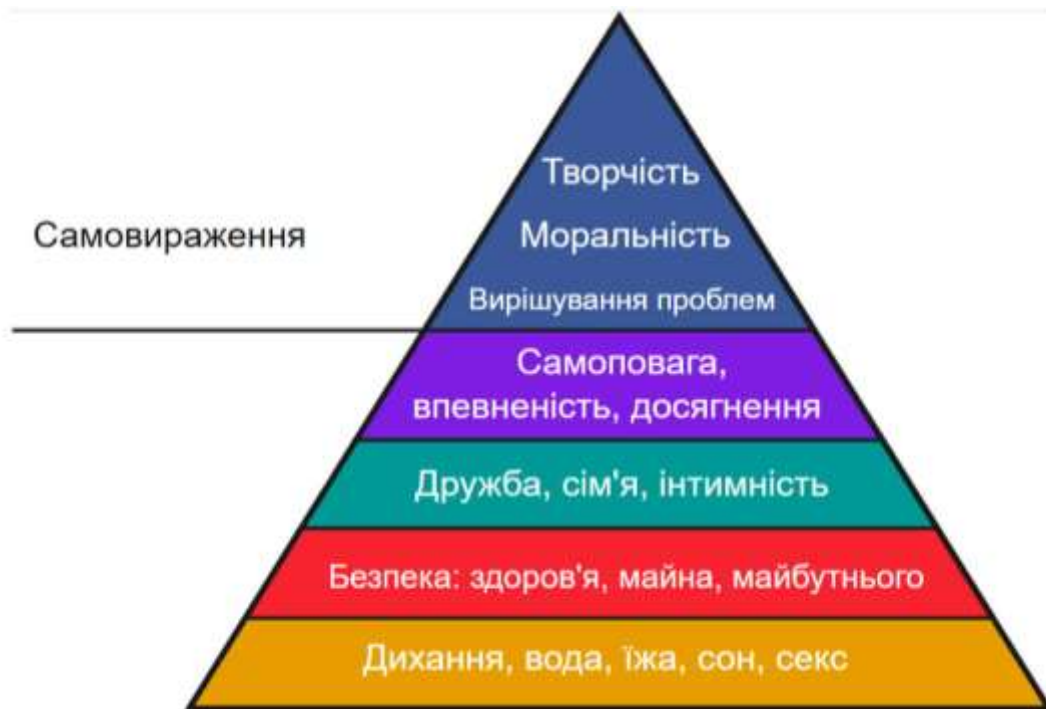 Творчість
Самовираження
Моральність
Вирішування проблем
Самоповага,
впевненість, досягнення
Дружба, сім'я, інтимність
Безпека: здоров'я, майна, майбутнього
Дихання, вода, їжа, сон, секс